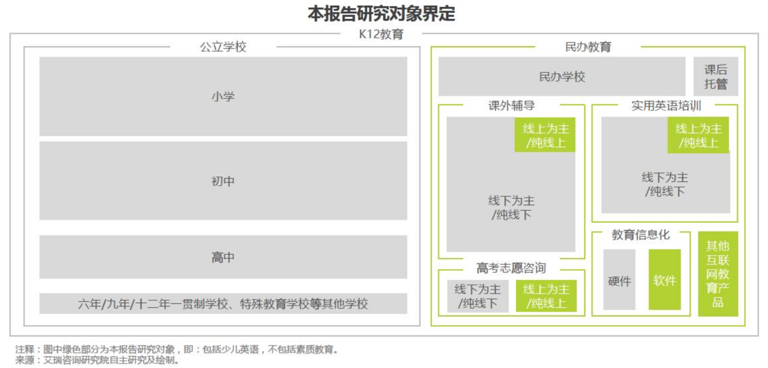 本报告研究对象界定
K12教育
公立学校
小学
初中
高中
六年/九年/十二年一贯制学校、特殊教育学校等其他学校
民办教育
民办学校
课后
托管
课外辅导
线上为主
/纯线上
线下为主
/纯线下
实用英语培训
线上为主
/纯线上
线下为主
/纯线下
高考志愿咨询
线下为主
/纯线下
线上为主
/纯线上
教育信息化
硬件
软件
其他
互联
网教
育产
品
注释：图中绿色部分为本报告研究对象，即：包括少儿英语，不包括素质教育。
来源：艾瑞咨询研究院自主研究及绘制。